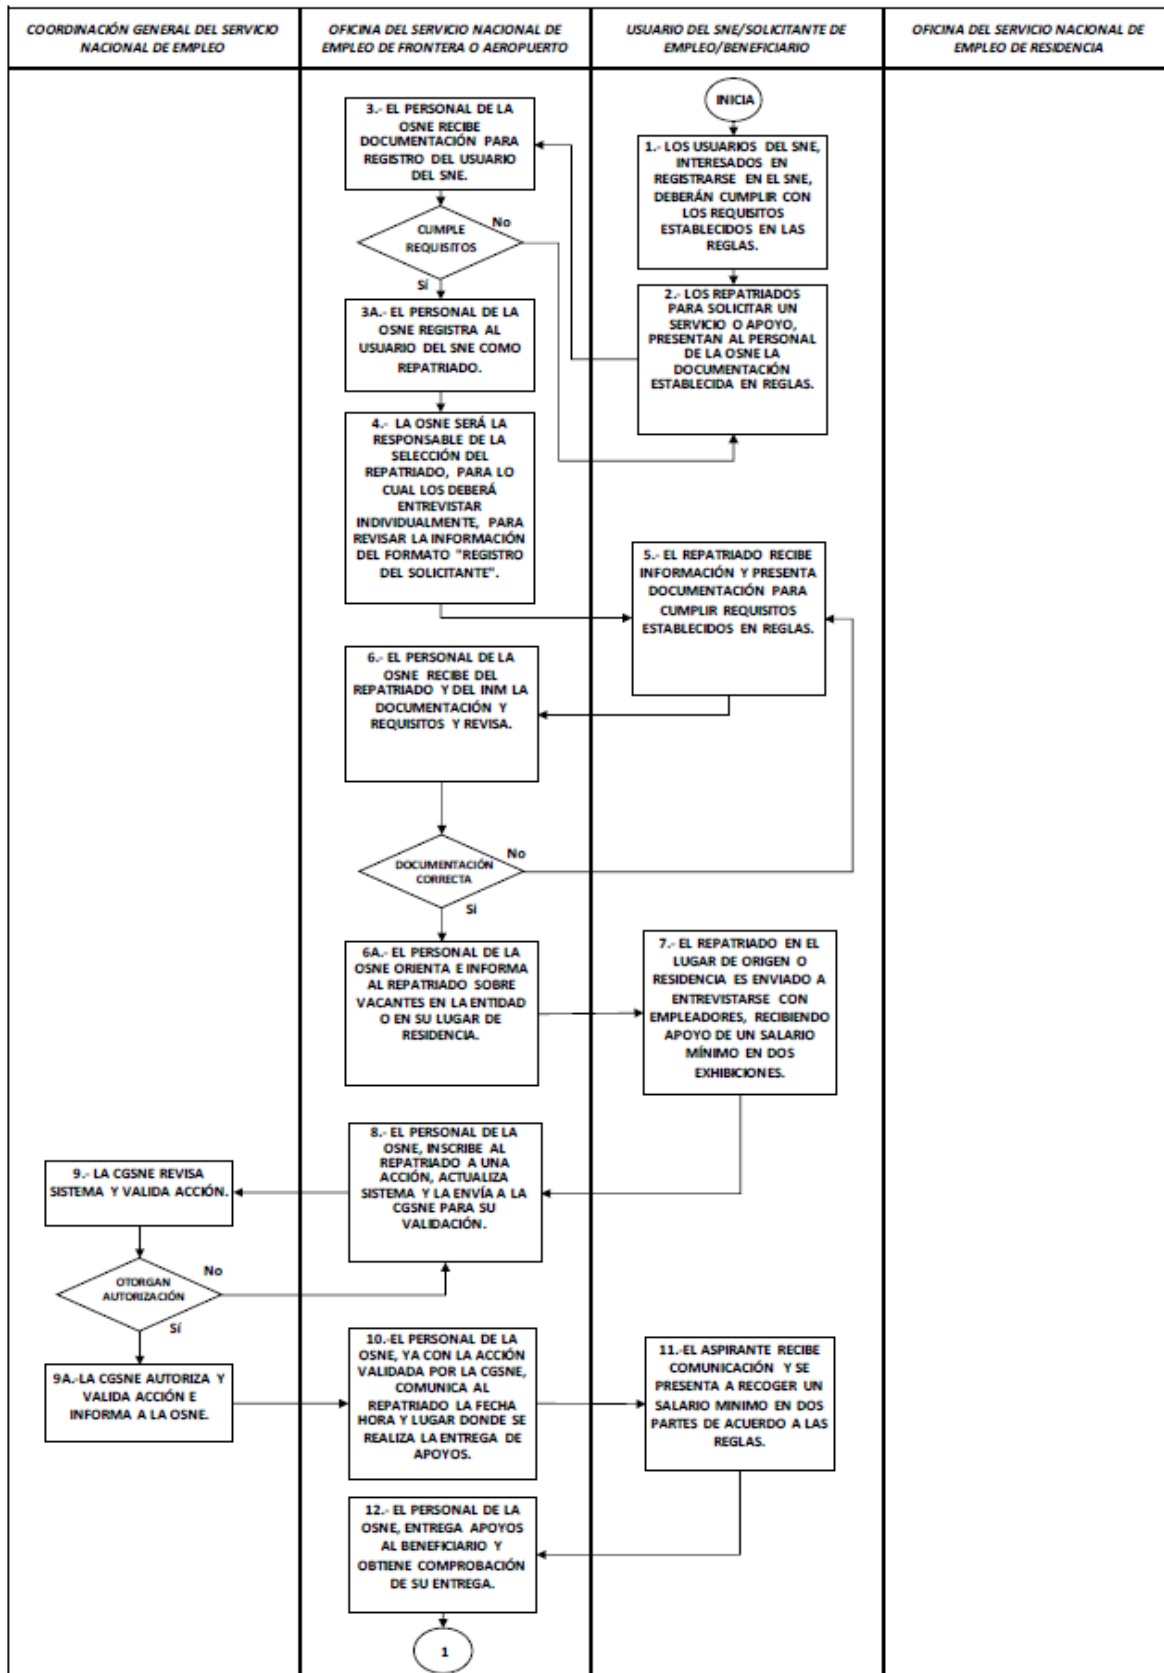 COORDINACIÓN GENERAL DEL SERVICIO
NACIONAL DE EMPLEO
OFICINA DEL SERVICIO NACIONAL DE
EMPLEO DE FRONTERA O AEROPUERTO
USUARIO DEL SNE/SOLICITANTE DE
EMPLEO/BENEFICIARIO
OFICINA DEL SERVICIO NACIONAL DE
EMPLEO DE RESIDENCIA
INICIA
1.- LOS USUARIOS DEL SNE,
INTERESADOS EN
REGISTRARSE EN EL SNE,
DEBERÁN CUMPLIR CON
LOS REQUISITOS
ESTABLECIDOS EN LAS
REGLAS.
2.- LOS REPATRIADOS
PARA SOLICITAR UN
SERVICIO O APOYO,
PRESENTAN AL PERSONAL
DE LA OSNE LA
DOCUMENTACIÓN
ESTABLECIDA EN REGLAS.
3.- EL PERSONAL DE LA
OSNE RECIBE
DOCUMENTACIÓN PARA
REGISTRO DEL USUARIO
DEL SNE.
CUMPLE
REQUISITOS
No
Sí
3A.- EL PERSONAL DE LA
OSNE REGISTRA AL
USUARIO DEL SNE COMO
REPATRIADO.
4.- LA OSNE SERÁ LA
RESPONSABLE DE LA
SELECCIÓN DEL
REPATRIADO, PARA LO
CUAL LOS DEBERÁ
ENTREVISTAR
INDIVIDUALMENTE, PARA
REVISAR LA INFORMACIÓN
DEL FORMATO "REGISTRO
DEL SOLICITANTE".
5.- EL REPATRIADO RECIBE
INFORMACIÓN Y PRESENTA
DOCUMENTACIÓN PARA
CUMPLIR REQUISITOS
ESTABLECIDOS EN REGLAS.
6.- EL PERSONAL DE LA
OSNE RECIBE DEL
REPATRIADO Y DEL INM LA
DOCUMENTACIÓN Y
REQUISITOS Y REVISA.
DOCUMENTACIÓN
CORRECTA
No
Si
6A.- EL PERSONAL DE LA
OSNE ORIENTA E INFORMA
AL REPATRIADO SOBRE
VACANTES EN LA ENTIDAD
O EN SU LUGAR DE
RESIDENCIA.
7.- EL REPATRIADO EN EL
LUGAR DE ORIGEN O
RESIDENCIA ES ENVIADO A
ENTREVISTARSE CON
EMPLEADORES, RECIBIENDO
APOYO DE UN SALARIO
MÍNIMO EN DOS
EXHIBICIONES.
8.- EL PERSONAL DE LA
OSNE, INSCRIBE AL
REPATRIADO A UNA
ACCIÓN, ACTUALIZA
SISTEMA Y LA ENVÍA A LA
CGSNE PARA SU
VALIDACIÓN.
9.- LA CGSNE REVISA
SISTEMA Y VALIDA ACCIÓN.
OTORGAN
AUTORIZACIÓN
No
Sí
9A.-LA CGSNE AUTORIZA Y
VALIDA ACCIÓN E
INFORMA A LA OSNE.
10.-EL PERSONAL DE LA
OSNE, YA CON LA ACCIÓN
VALIDADA POR LA CGSNE,
COMUNICA AL
REPATRIADO LA FECHA
HORA Y LUGAR DONDE SE
REALIZA LA ENTREGA DE
APOYOS.
11.-EL ASPIRANTE RECIBE
COMUNICACIÓN Y SE
PRESENTA A RECOGER UN
SALARIO MINIMO EN DOS
PARTES DE ACUERDO A LAS
REGLAS.
12.- EL PERSONAL DE LA
OSNE, ENTREGA APOYOS
AL BENEFICIARIO Y
OBTIENE COMPROBACIÓN
DE SU ENTREGA.
1